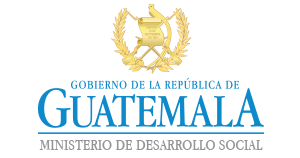 GOBIERNO DE LA REPÚBLICA DE
GUATEMALA
MINISTERIO DE DESARROLLO SOCIAL